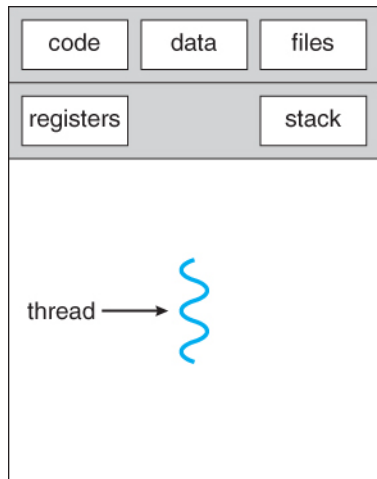 code data files
registers stack
thread